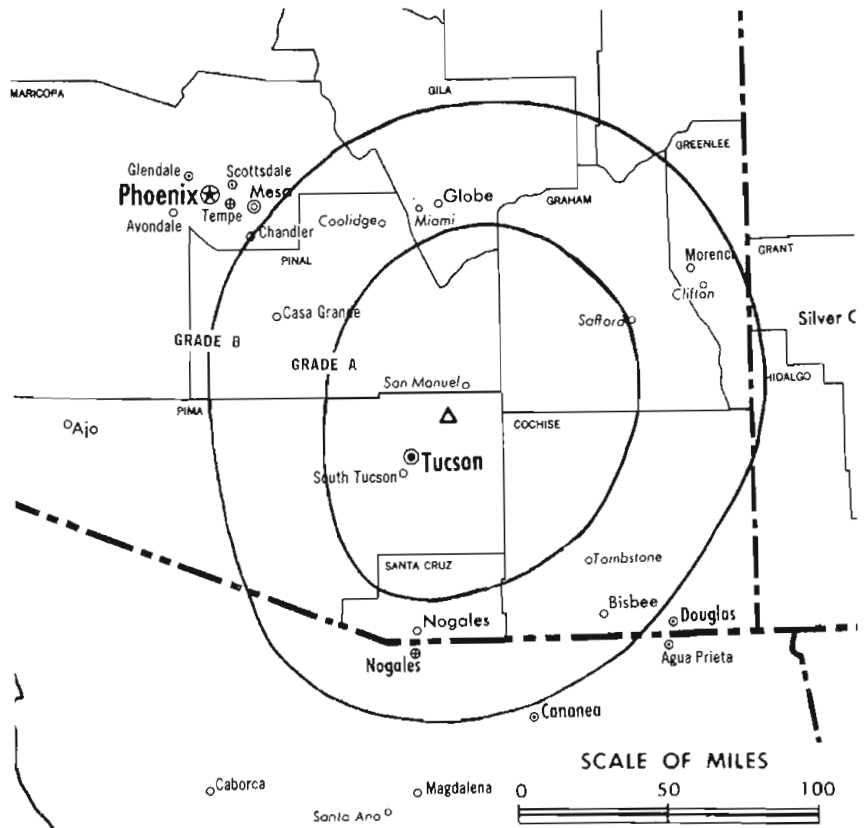 MARICOPA
GILA
GREENLEE
Glendale
Scottsdale
Phoenix
Mesa
Globe
GRAHAM
Avondale
Tempe
Coolidge
Miami
Chandler
PINAL
GRANT
Morenci
Clifton
Casa Grande
Safford
Silver C
GRADE B
GRADE A
San Manuel
HIDALGO
PIMA
Ajo
COCHISE
Tucson
South Tucson
SANTA CRUZ
Tombstone
Bisbee
Nogales
Douglas
Nogales
Agua Prieta
Cananea
SCALE OF MILES
Caborca
Magdalena
0 50 100
Santa Ana